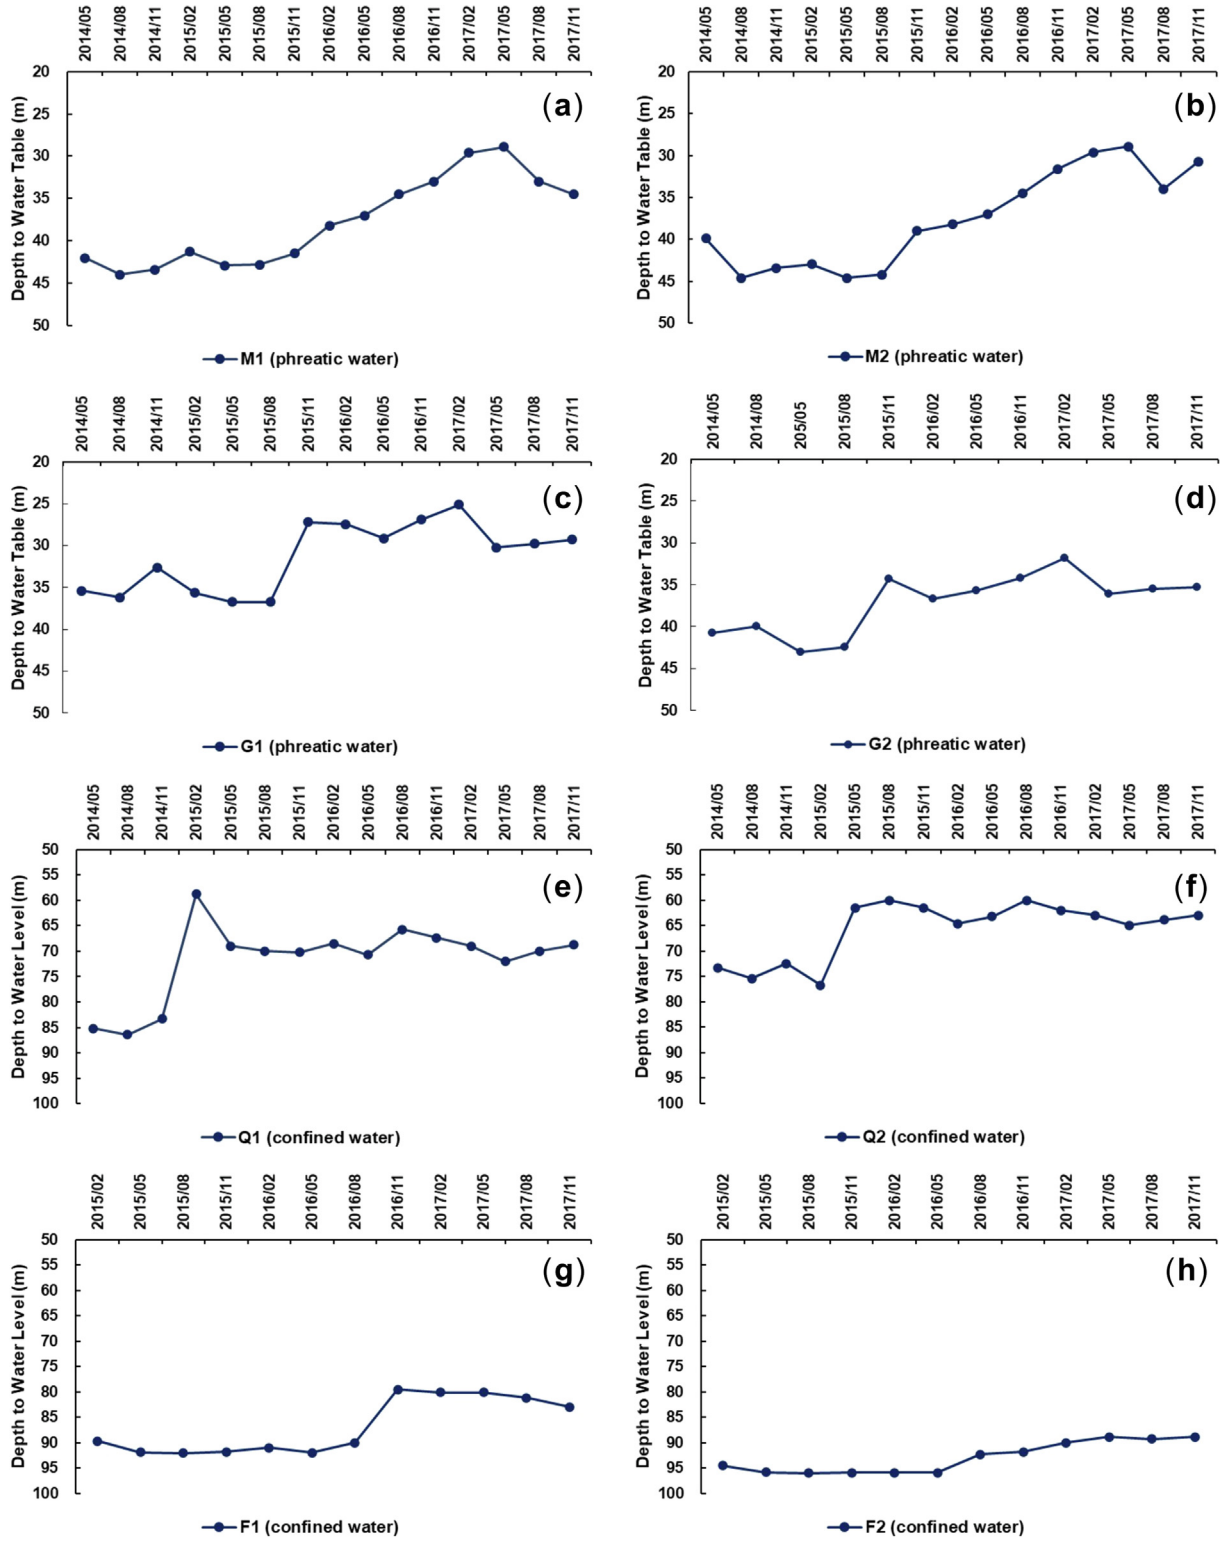 2014/05 2014/08 2014/11 2015/02 2015/05 2015/08 2015/11 2016/02 2016/05 2016/08 2016/11 2017/02 2017/05 2017/08 2017/11
(a)
Depth to Water Table (m)
20
25
30
35
40
45
50
M1 (phreatic water)
2014/05 2014/08 2014/11 2015/02 2015/05 2015/08 2015/11 2016/02 2016/05 2016/08 2016/11 2017/02 2017/05 2017/08 2017/11
(b)
Depth to Water Table (m)
20
25
30
35
40
45
50
M2 (phreatic water)
2014/05 2014/08 2014/11 2015/02 2015/05 2015/08 2015/11 2016/02 2016/05 2016/11 2017/02 2017/05 2017/08 2017/11
(c)
Depth to Water Table (m)
20
25
30
35
40
45
50
G1 (phreatic water)
2014/05 2014/08 205/05 2015/08 2015/11 2016/02 2016/05 2016/11 2017/02 2017/05 2017/08 2017/11
(d)
Depth to Water Table (m)
20
25
30
35
40
45
50
G2 (phreatic water)
2014/05 2014/08 2014/11 2015/02 2015/05 2015/08 2015/11 2016/02 2016/05 2016/08 2016/11 2017/02 2017/05 2017/08 2017/11
(e)
Depth to Water Level (m)
50
55
60
65
70
75
80
85
90
95
100
Q1 (confined water)
2014/05 2014/08 2014/11 2015/02 2015/05 2015/08 2015/11 2016/02 2016/05 2016/08 2016/11 2017/02 2017/05 2017/08 2017/11
(f)
Depth to Water Level (m)
50
55
60
65
70
75
80
85
90
95
100
Q2 (confined water)
2015/02 2015/05 2015/08 2015/11 2016/02 2016/05 2016/08 2016/11 2017/02 2017/05 2017/08 2017/11
(g)
Depth to Water Level (m)
50
55
60
65
70
75
80
85
90
95
100
F1 (confined water)
2015/02 2015/05 2015/08 2015/11 2016/02 2016/05 2016/08 2016/11 2017/02 2017/05 2017/08 2017/11
(h)
Depth to Water Level (m)
50
55
60
65
70
75
80
85
90
95
100
F2 (confined water)